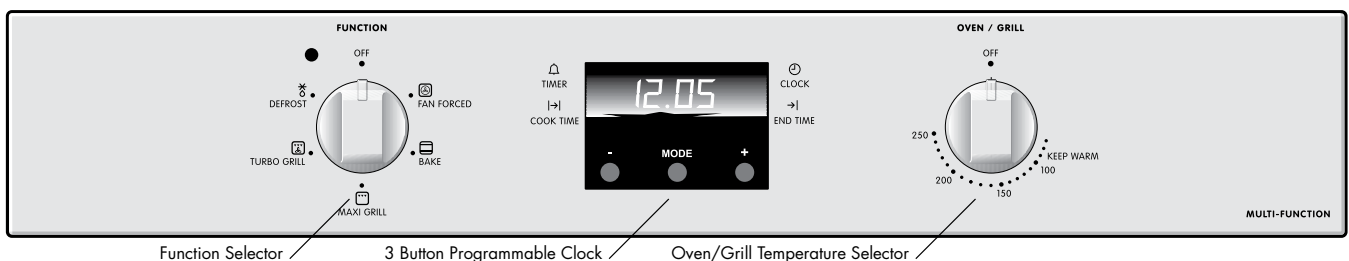 FUNCTION
OFF
DEFROST
FAN FORCED
TURBO GRILL
BAKE
MAXI GRILL
TIMER
COOK TIME
12.05
CLOCK
END TIME
-
MODE
+
OVEN / GRILL
OFF
250
KEEP WARM
200
100
150
MULTI-FUNCTION
Function Selector
3 Button Programmable Clock
Oven/Grill Temperature Selector